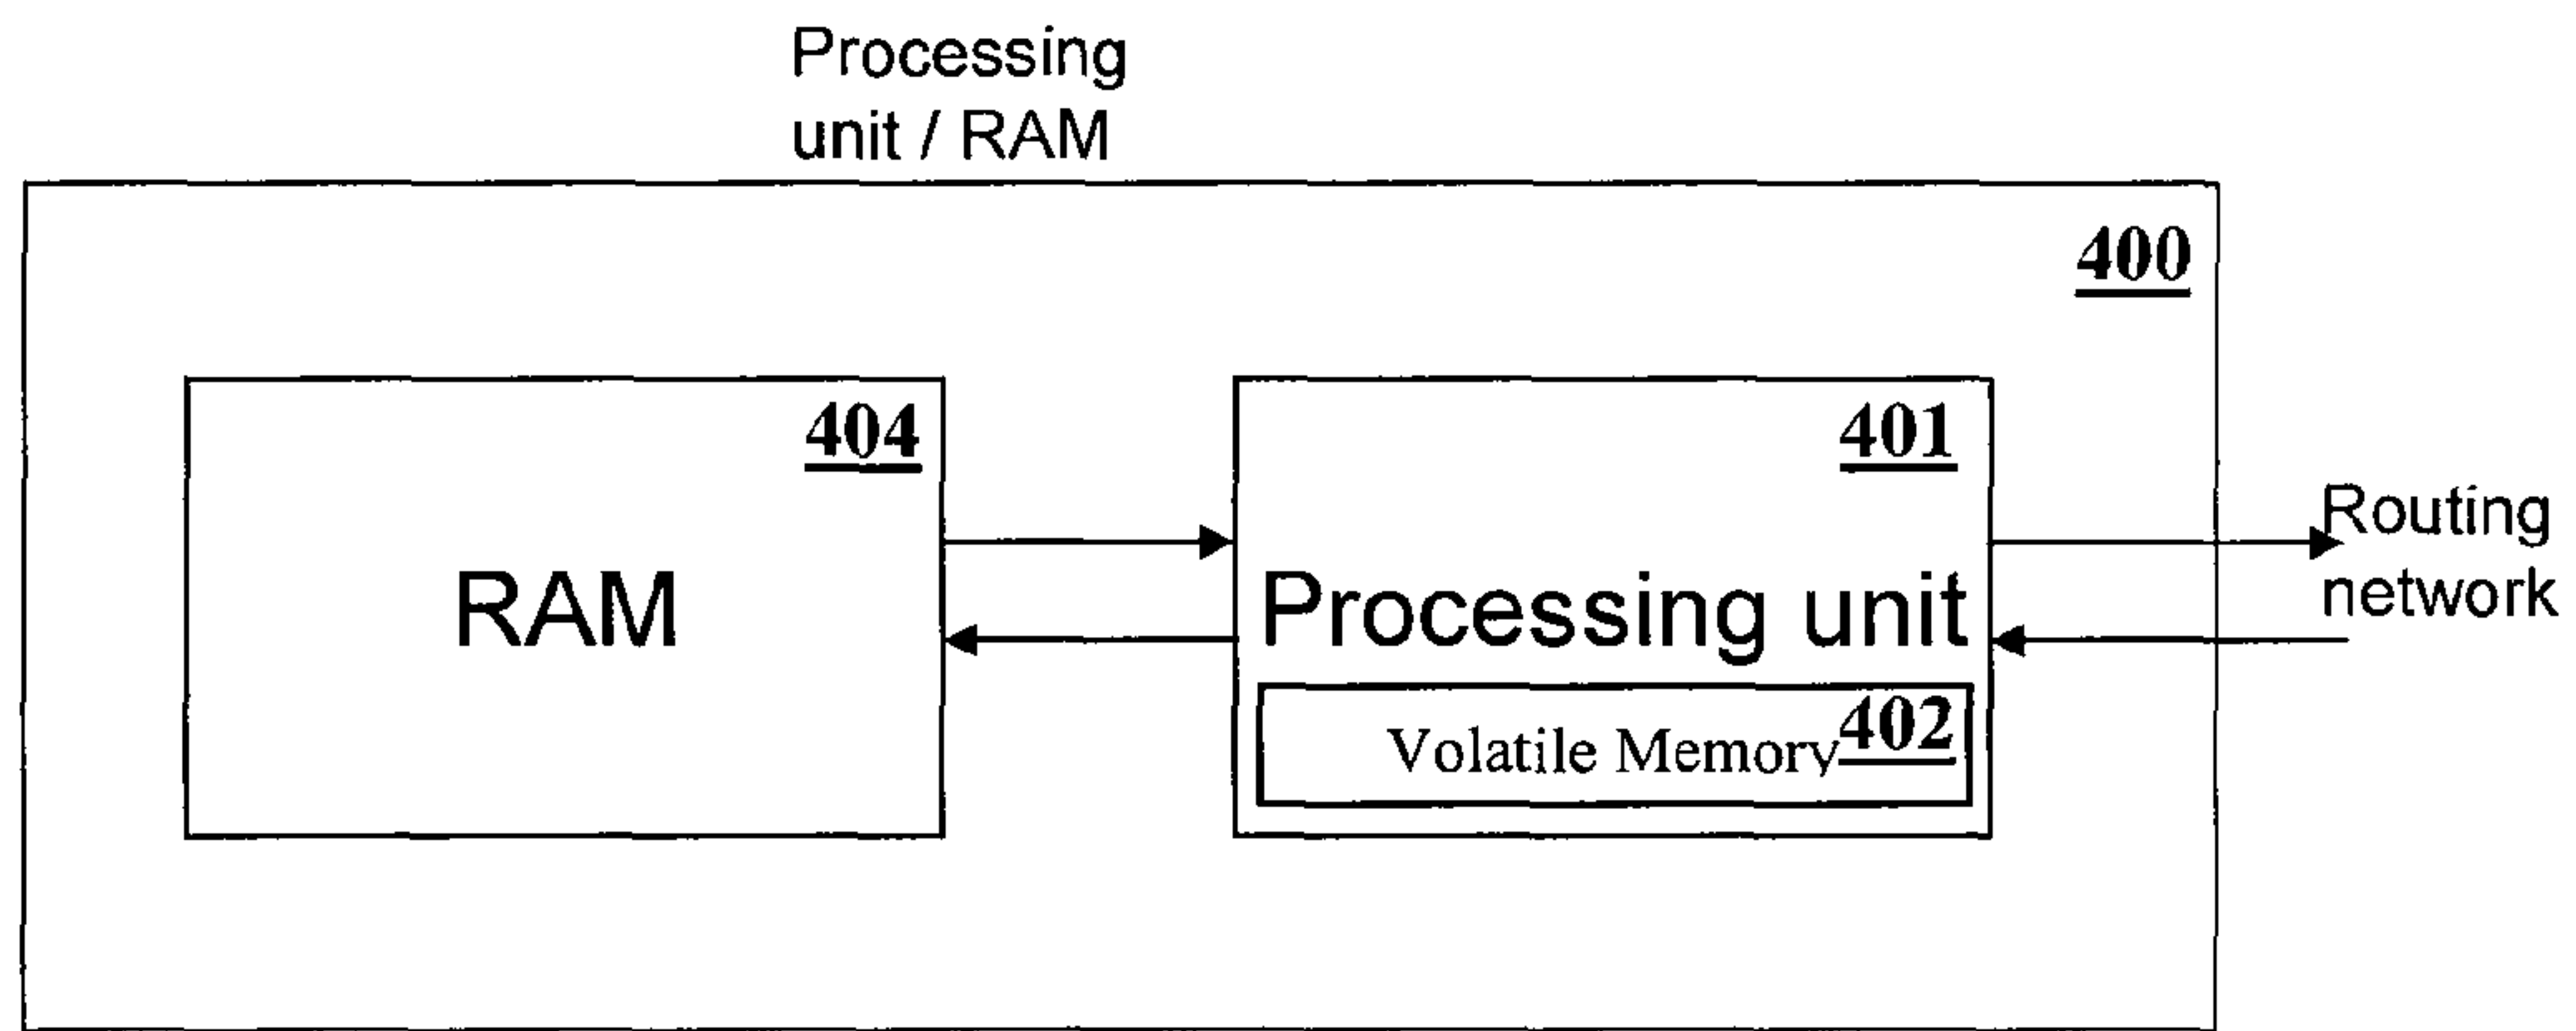 Processing
unit / RAM
400
404
401
Routing
network
RAM
Processing unit
Volatile Memory 402